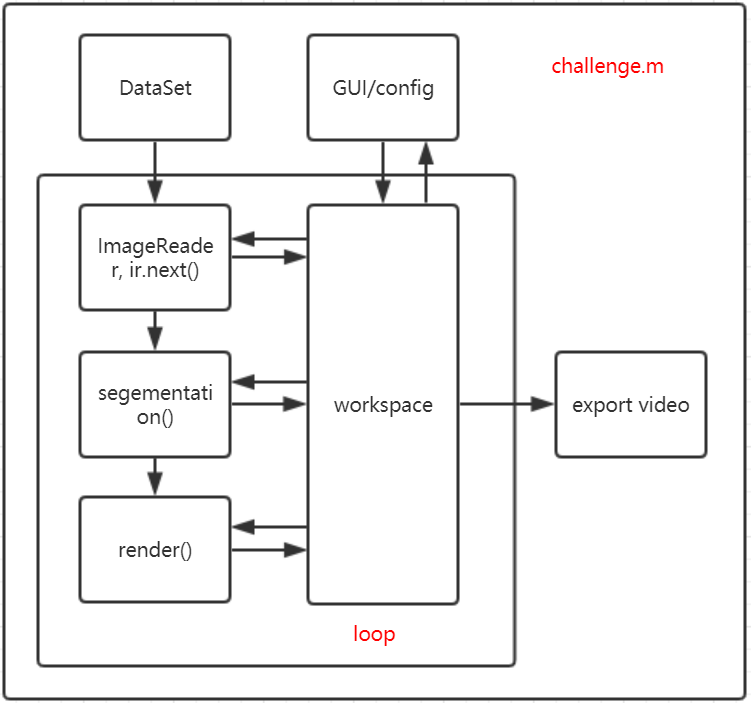 DataSet
GUI/config
challenge.m
ImageReade
r, ir.next()
segementati
on()
workspace
export video
render()
loop